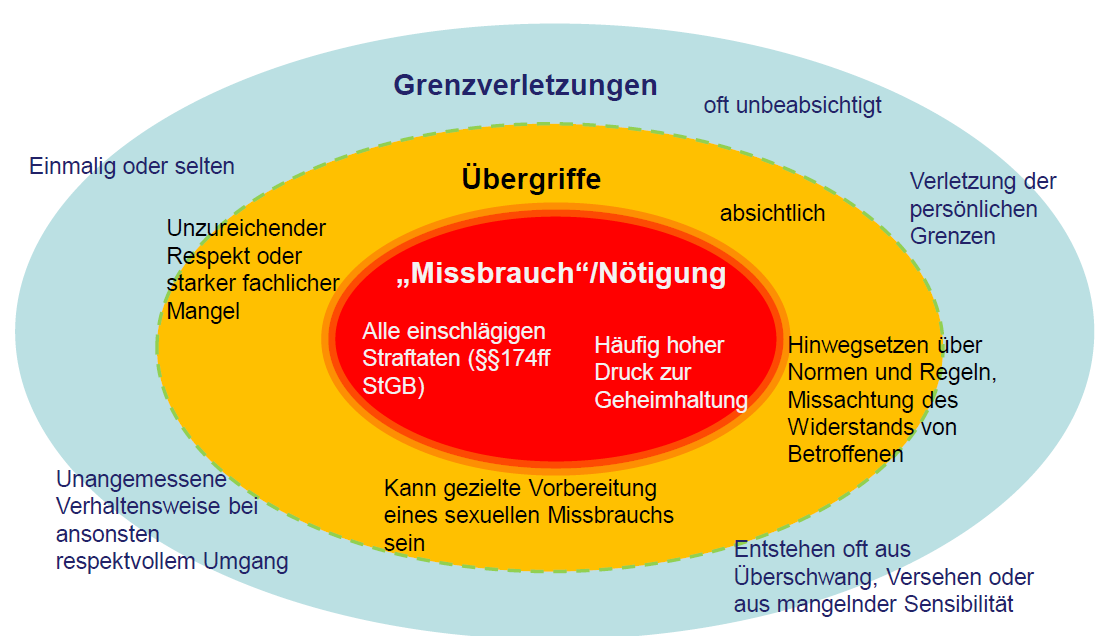 Grenzverletzungen
oft unbeabsichtigt
Einmalig oder selten
Verletzung der
persönlichen
Grenzen
Übergriffe
absichtlich
Unzureichender
Respekt oder
starker fachlicher
Mangel
„Missbrauch“/Nötigung
Alle einschlägigen
Straftaten (§§174ff
StGB)
Häufig hoher
Druck zur
Geheimhaltung
Hinwegsetzen über
Normen und Regeln,
Missachtung des
Widerstands von
Betroffenen
Kann gezielte Vorbereitung
eines sexuellen Missbrauchs
sein
Unangemessene
Verhaltensweise bei
ansonsten
respektvollem Umgang
Entstehen oft aus
Überschwang, Versehen oder
aus mangelnder Sensibilität